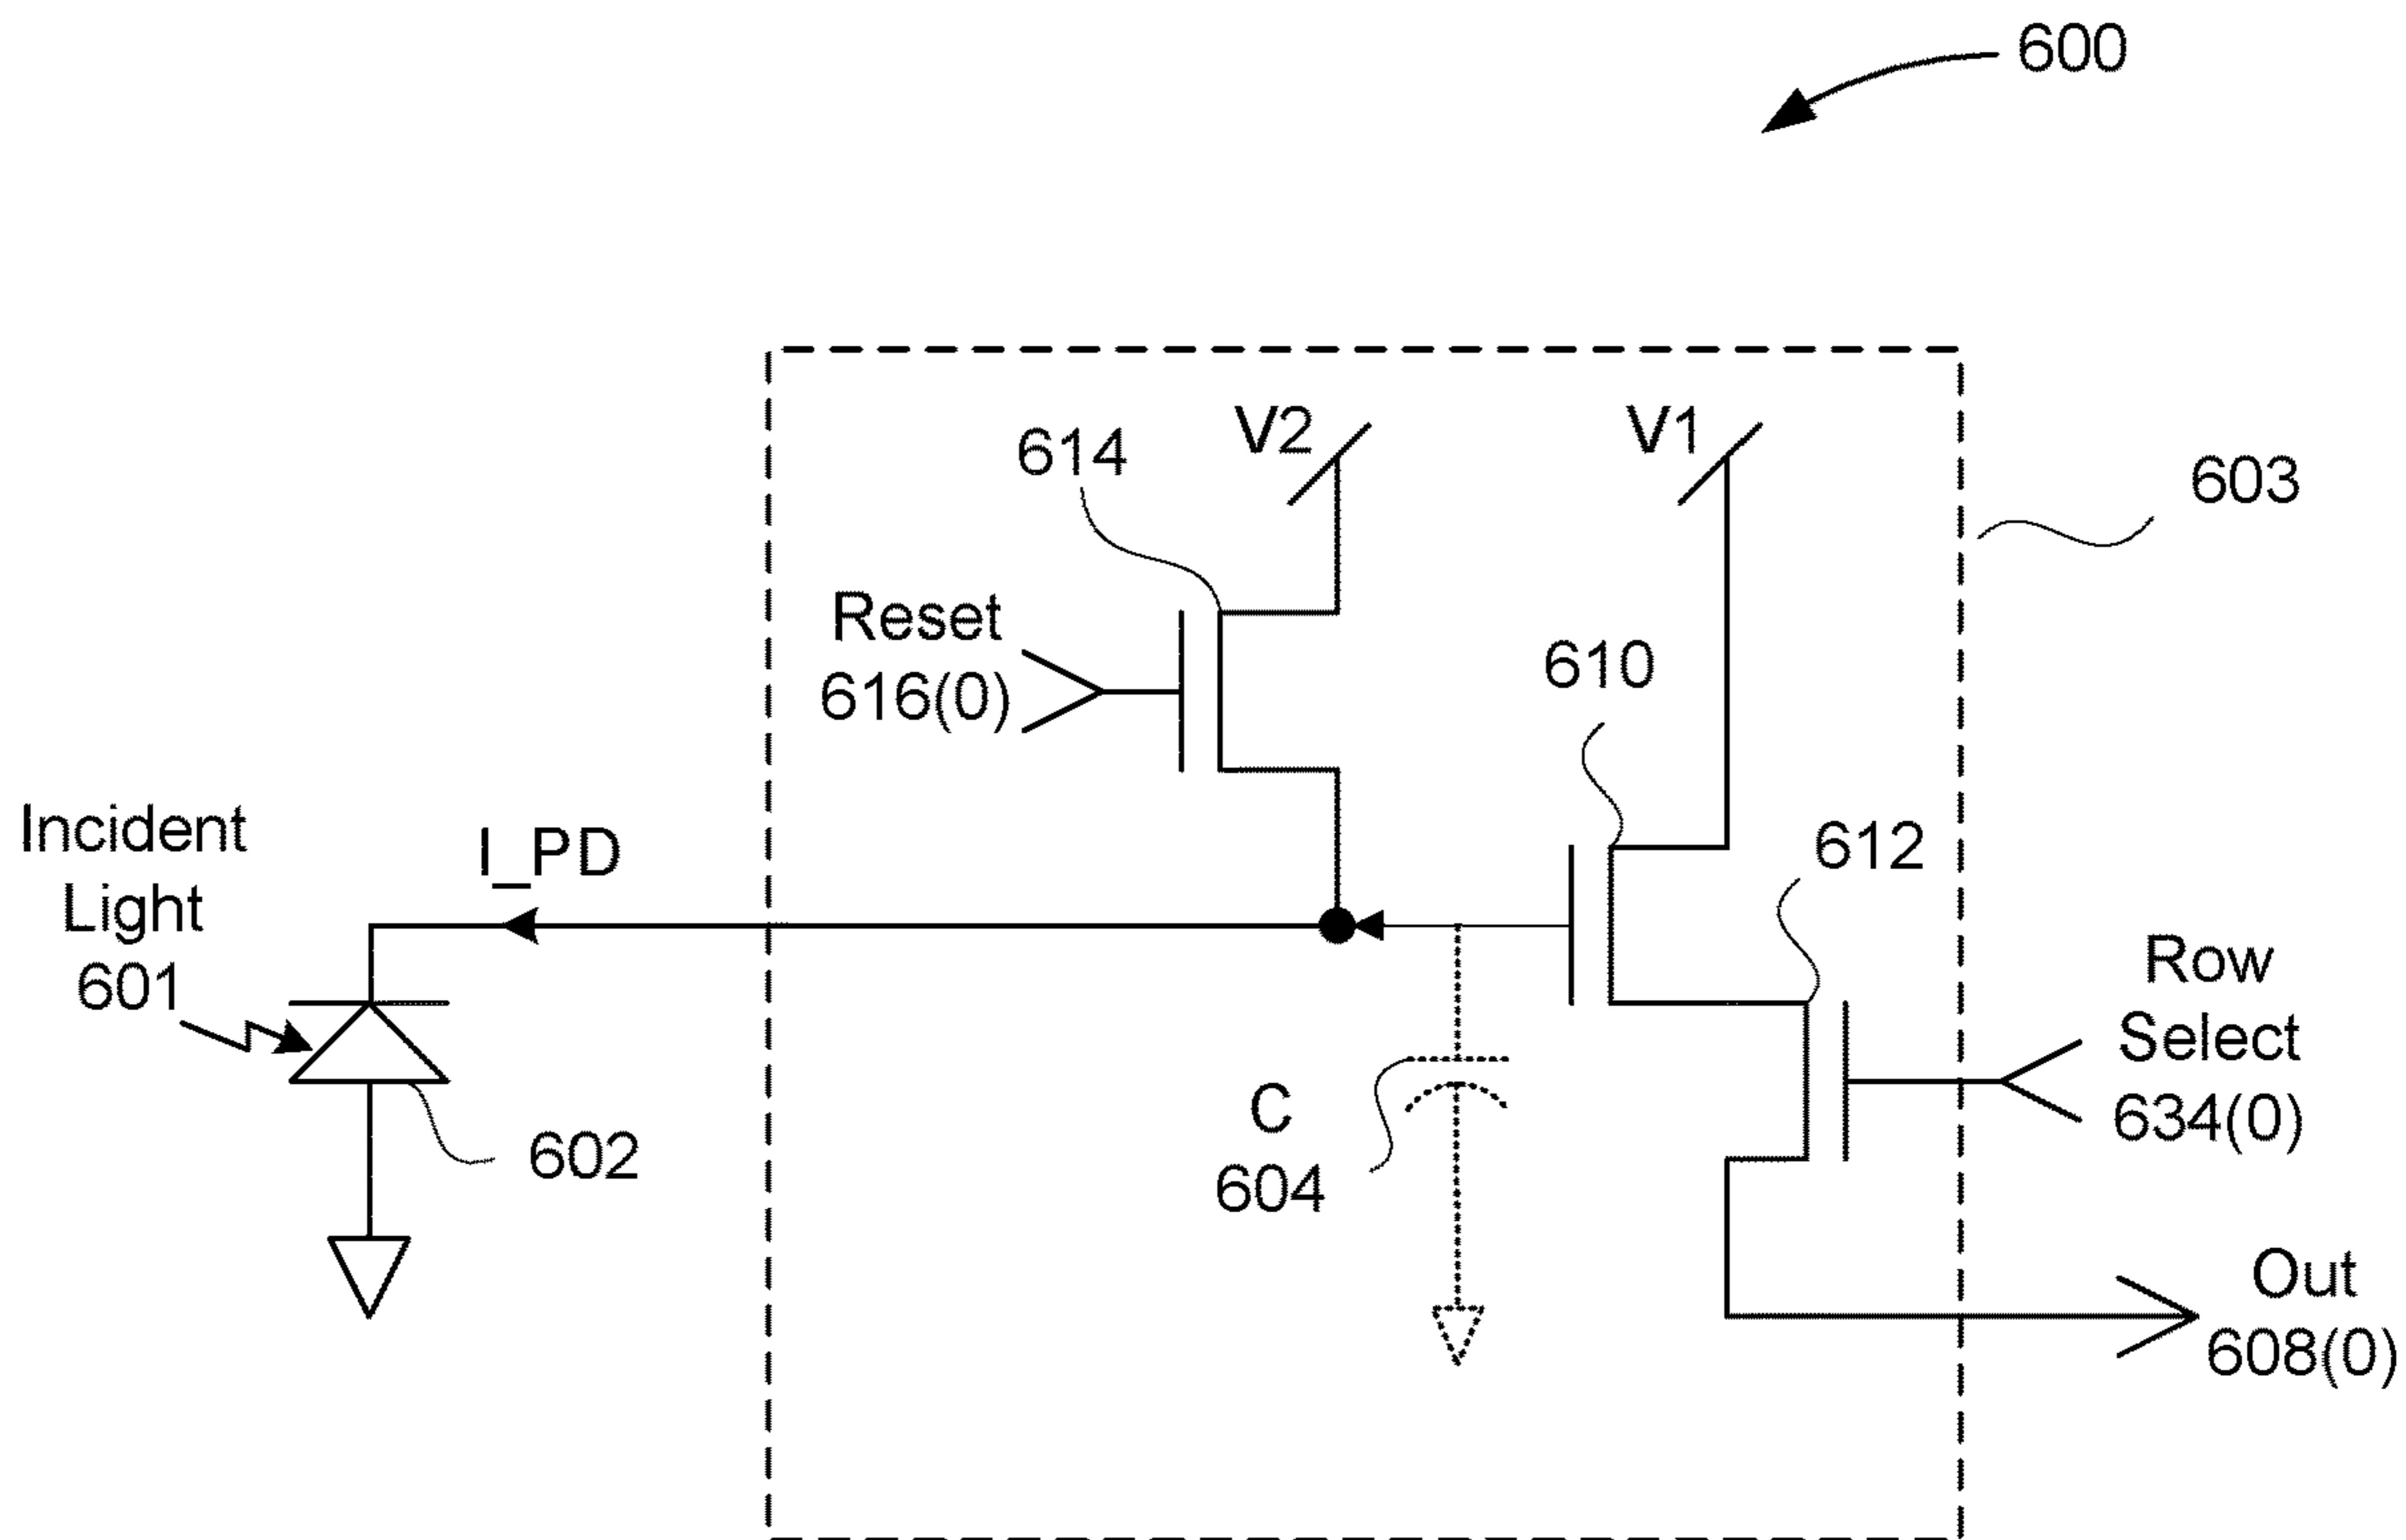 600
V2
V1
614
603
Reset
616(0)
610
Incident
Light
601
I_PD
612
Row
Select
634(0)
C
604
602
Out
608(0)